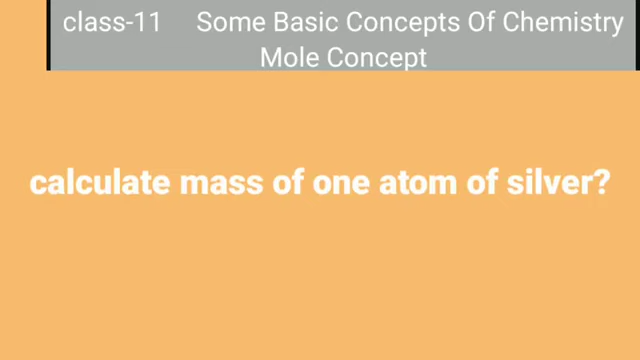 class-11 Some Basic Concepts Of Chemistry
Mole Concept
calculate mass of one atom of silver?